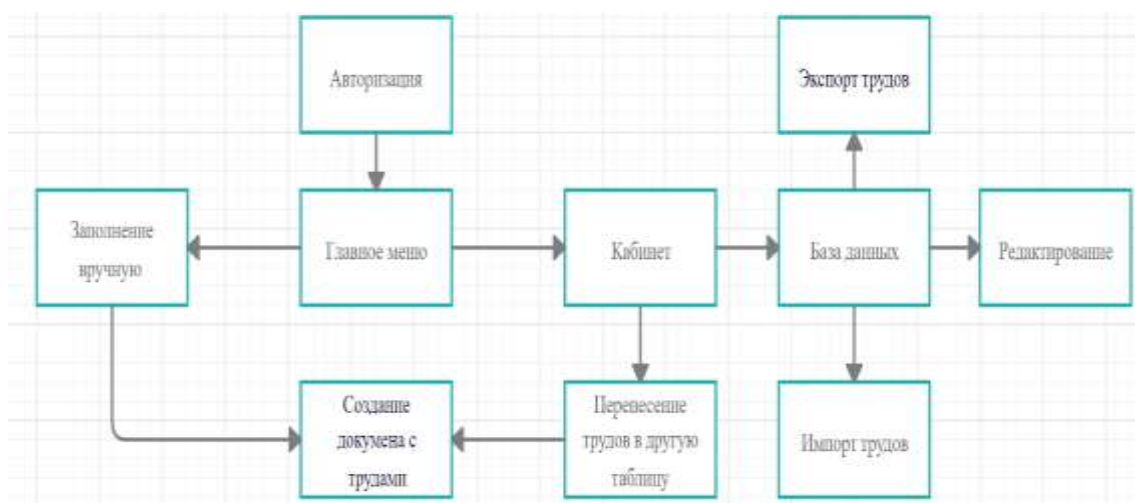 Авторизация
Экспорт трудов
Заполнение
вручную
Главное меню
Кабинет
База данных
Редактирование
Создание
докумена с
трудами
Перенесение
трудов в другую
таблицу
Импорт трудов